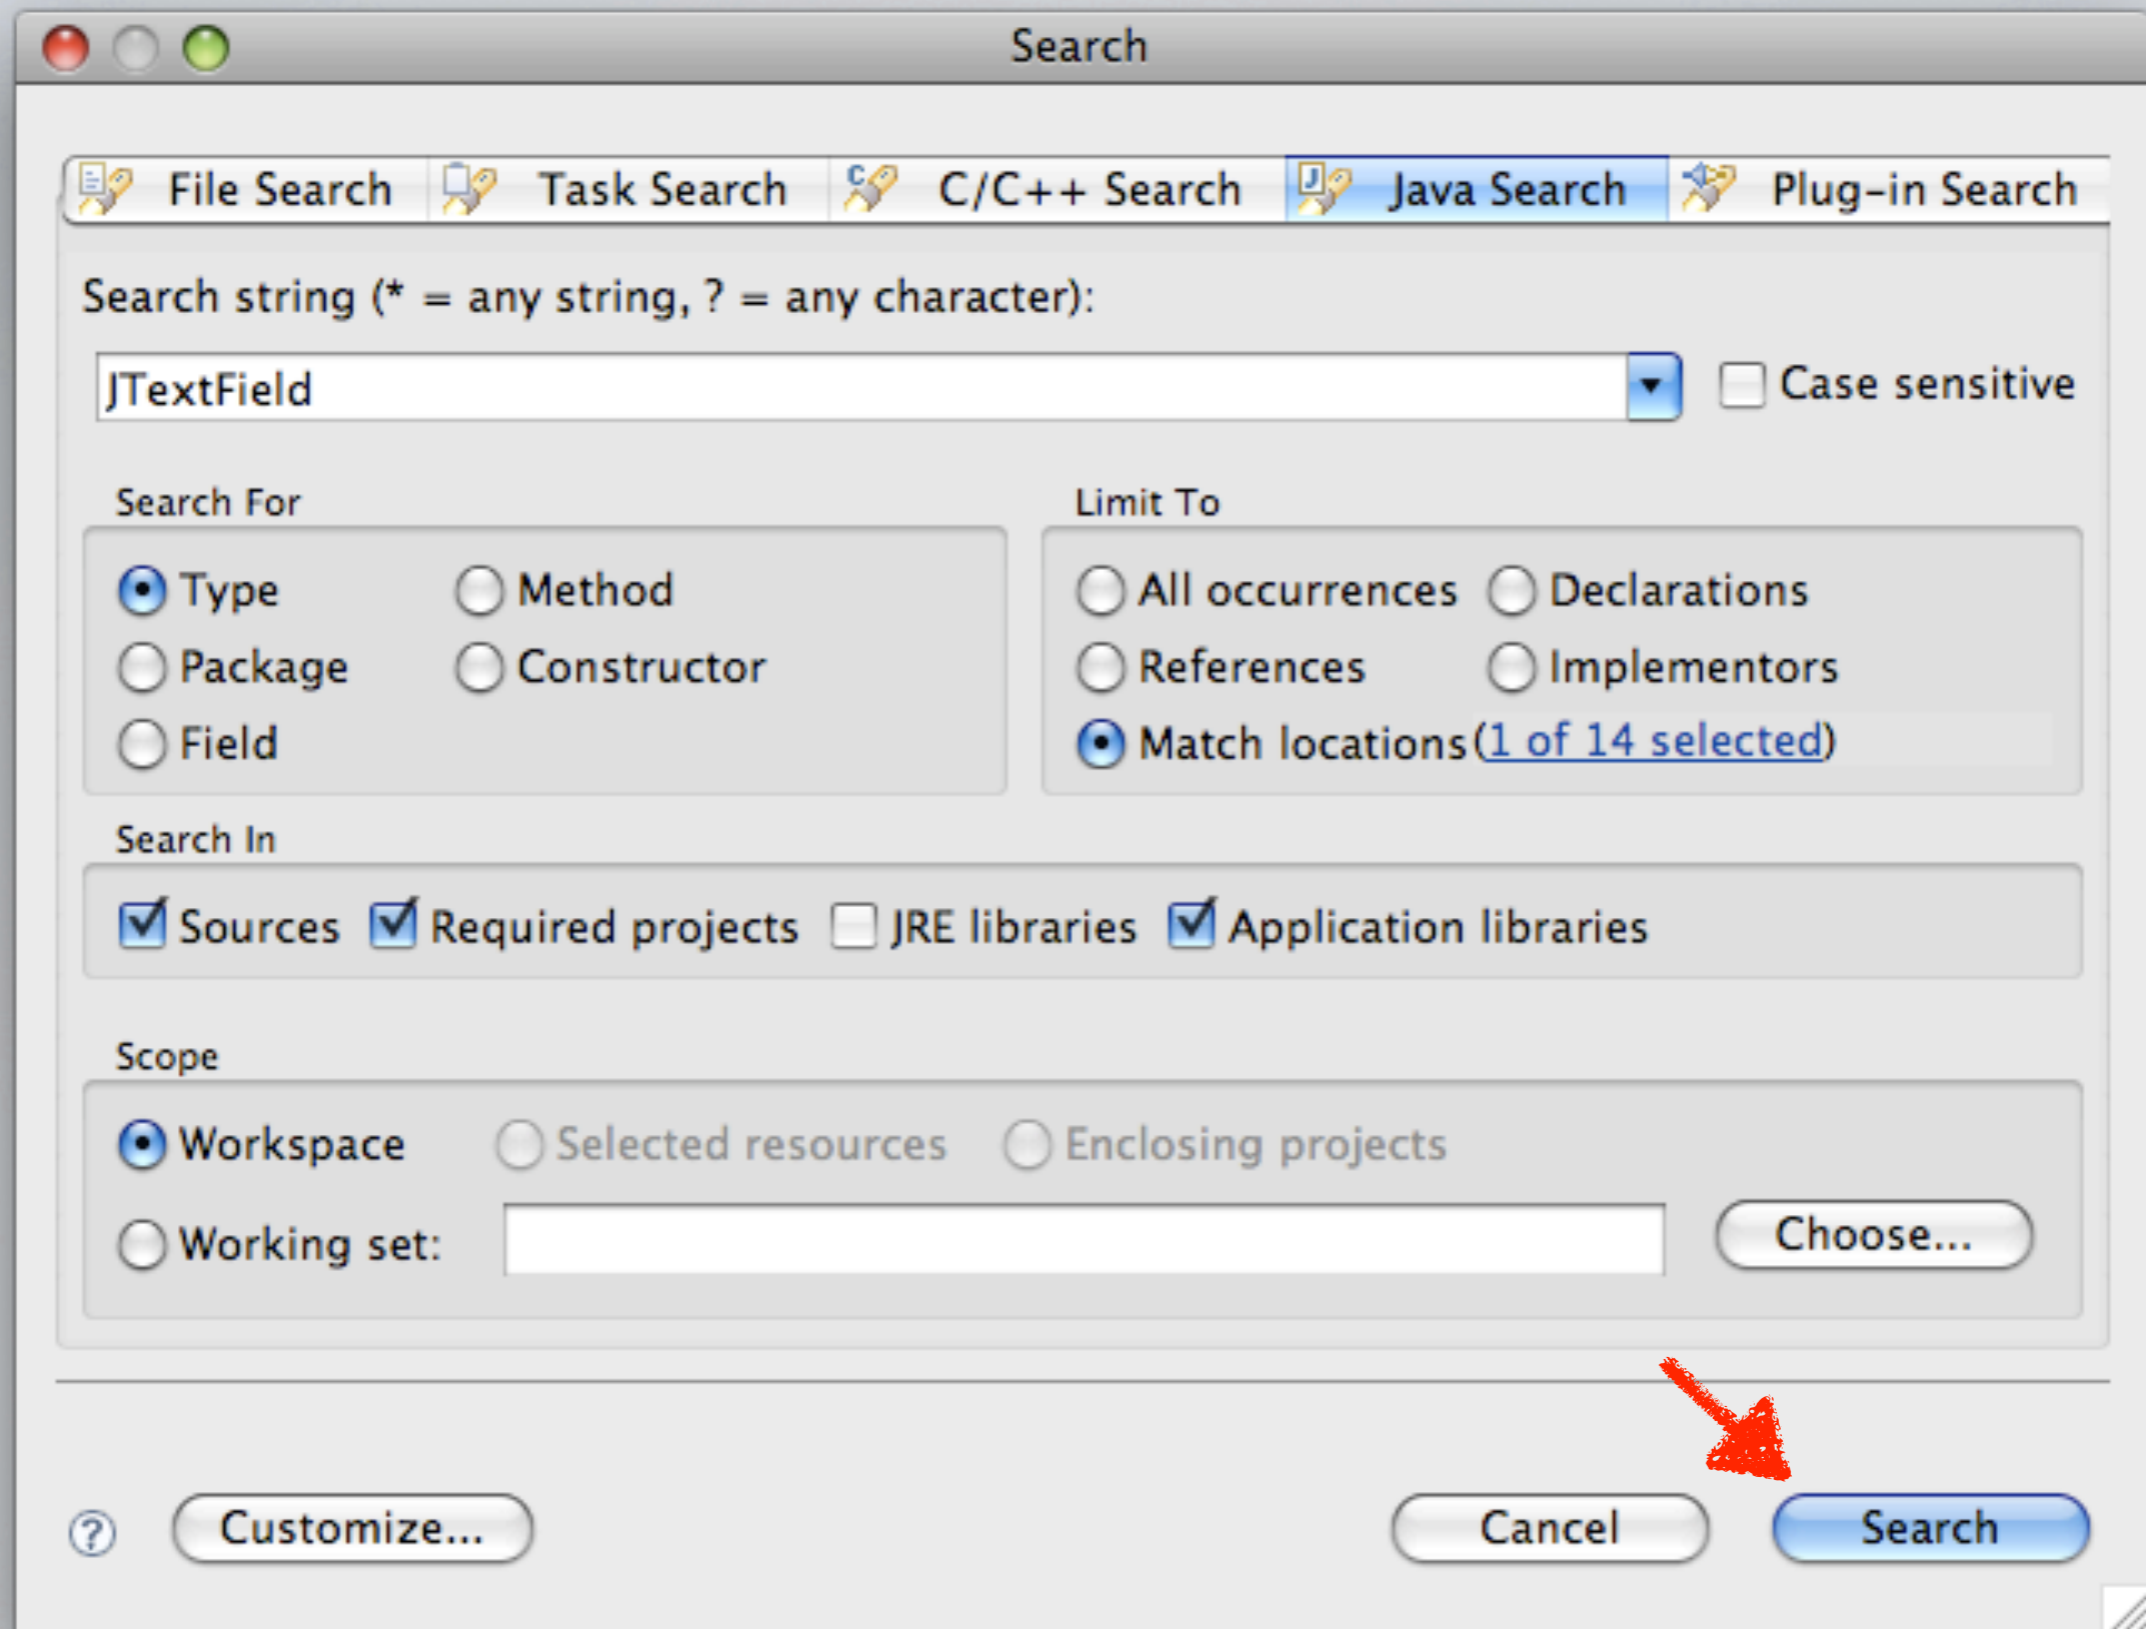 Search
File Search Task Search C/C++ Search Java Search Plug-in Search
Search string (* = any string, ? = any character):
JTextField Case sensitive
Search For Limit To
Type Method All occurrences Declarations
Package Constructor References Implementors
Field Match locations (1 of 14 selected)
Search In
Sources Required projects JRE libraries Application libraries
Scope
Workspace Selected resources Enclosing projects
Working set: Choose...
? Customize... Cancel Search